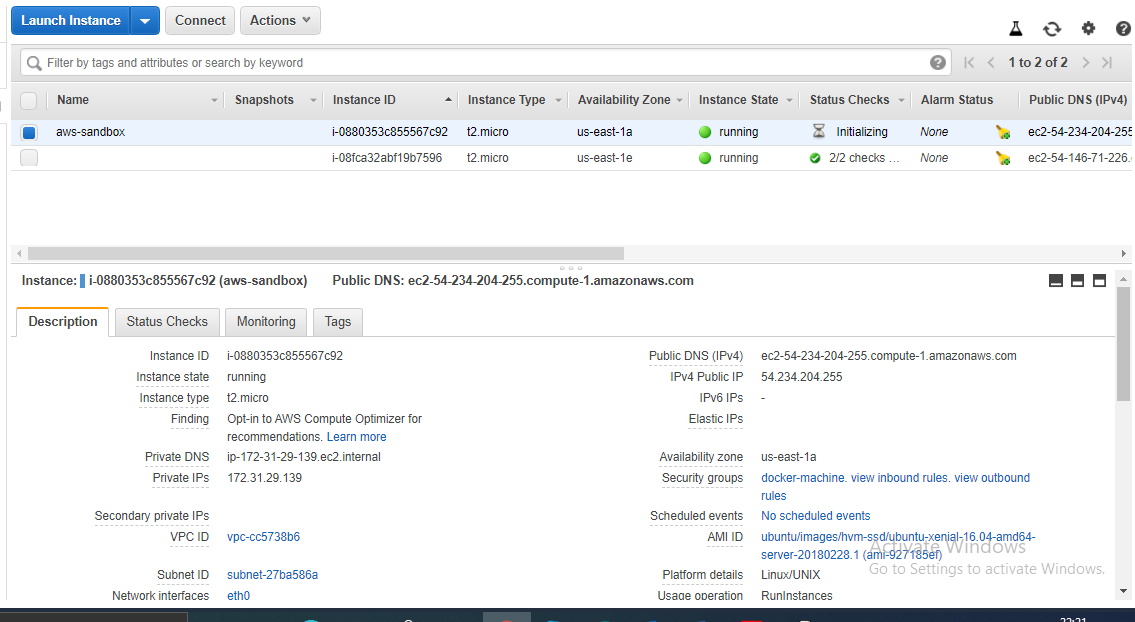 Launch Instance Connect Actions
Filter by tags and attributes or search by keyword 1 to 2 of 2
Name Snapshots Instance ID Instance Type Availability Zone Instance State Status Checks Alarm Status Public DNS (IPv4)
aws-sandbox i-0880353c855567c92 t2.micro us-east-1a running Initializing None ec2-54-234-204-255
i-08fca32abf19b7596 t2.micro us-east-1e running 2/2 checks ... None ec2-54-146-71-226.
Instance: i-0880353c855567c92 (aws-sandbox) Public DNS: ec2-54-234-204-255.compute-1.amazonaws.com
Description Status Checks Monitoring Tags
Instance ID i-0880353c855567c92 Public DNS (IPv4) ec2-54-234-204-255.compute-1.amazonaws.com
Instance state running IPv4 Public IP 54.234.204.255
Instance type t2.micro IPv6 IPs -
Finding Opt-in to AWS Compute Optimizer for Elastic IPs
recommendations. Learn more
Private DNS ip-172-31-29-139.ec2.internal Availability zone us-east-1a
Private IPs 172.31.29.139 Security groups docker-machine. view inbound rules. view outbound
rules
Secondary private IPs Scheduled events No scheduled events
VPC ID vpc-cc5738b6 AMI ID ubuntu/images/hvm-ssd/ubuntu-xenial-16.04-amd64-
server-20180228.1 (ami-927185ef)
Activate Windows
Subnet ID subnet-27ba586a Platform details Linux/UNIX
Go to Settings to activate Windows.
Network interfaces eth0 Usage operation RunInstances